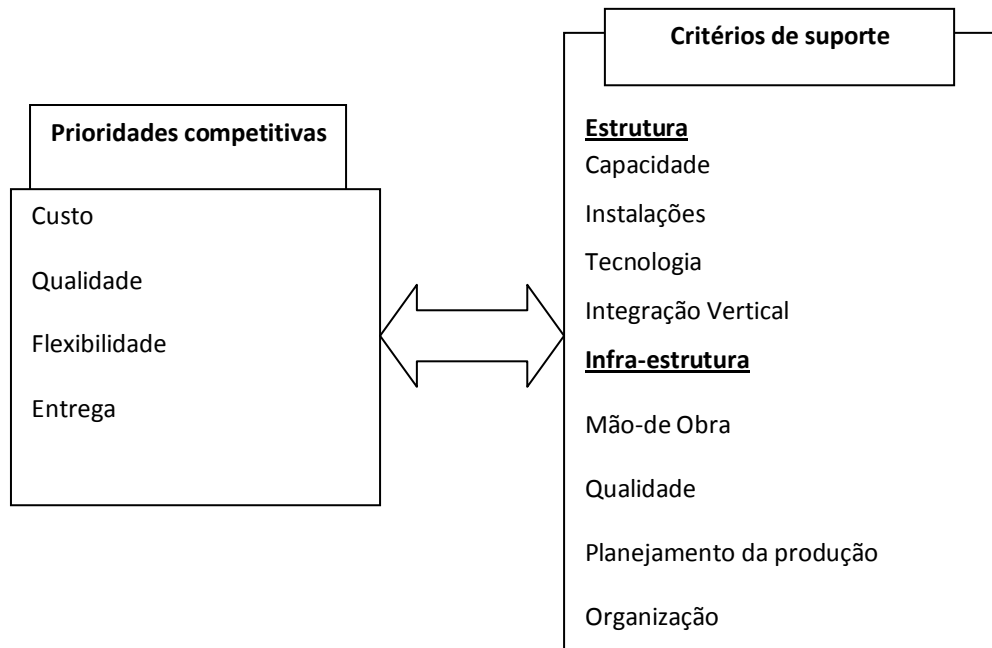 Prioridades competitivas
Custo
Qualidade
Flexibilidade
Entrega
Critérios de suporte
Estrutura
Capacidade
Instalações
Tecnologia
Integração Vertical
Infra-estrutura
Mão-de Obra
Qualidade
Planejamento da produção
Organização